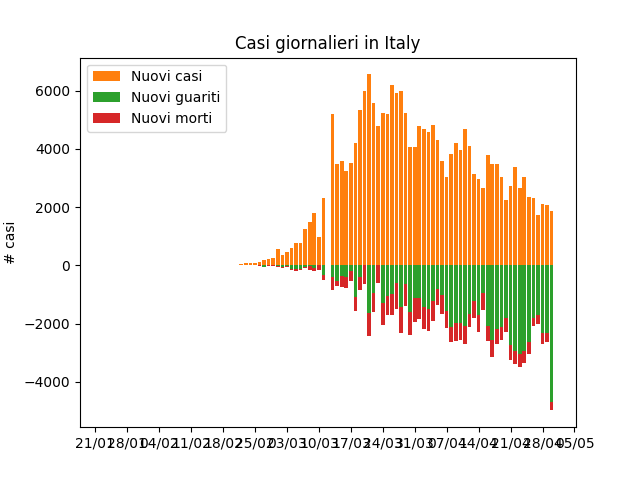 Casi giornalieri in Italy
Nuovi casi
Nuovi guariti
Nuovi morti
# casi
6000
4000
2000
0
−2000
−4000
21/01 28/01 04/02 11/02 18/02 25/02 03/03 10/03 17/03 24/03 31/03 07/04 14/04 21/04 28/04 05/05